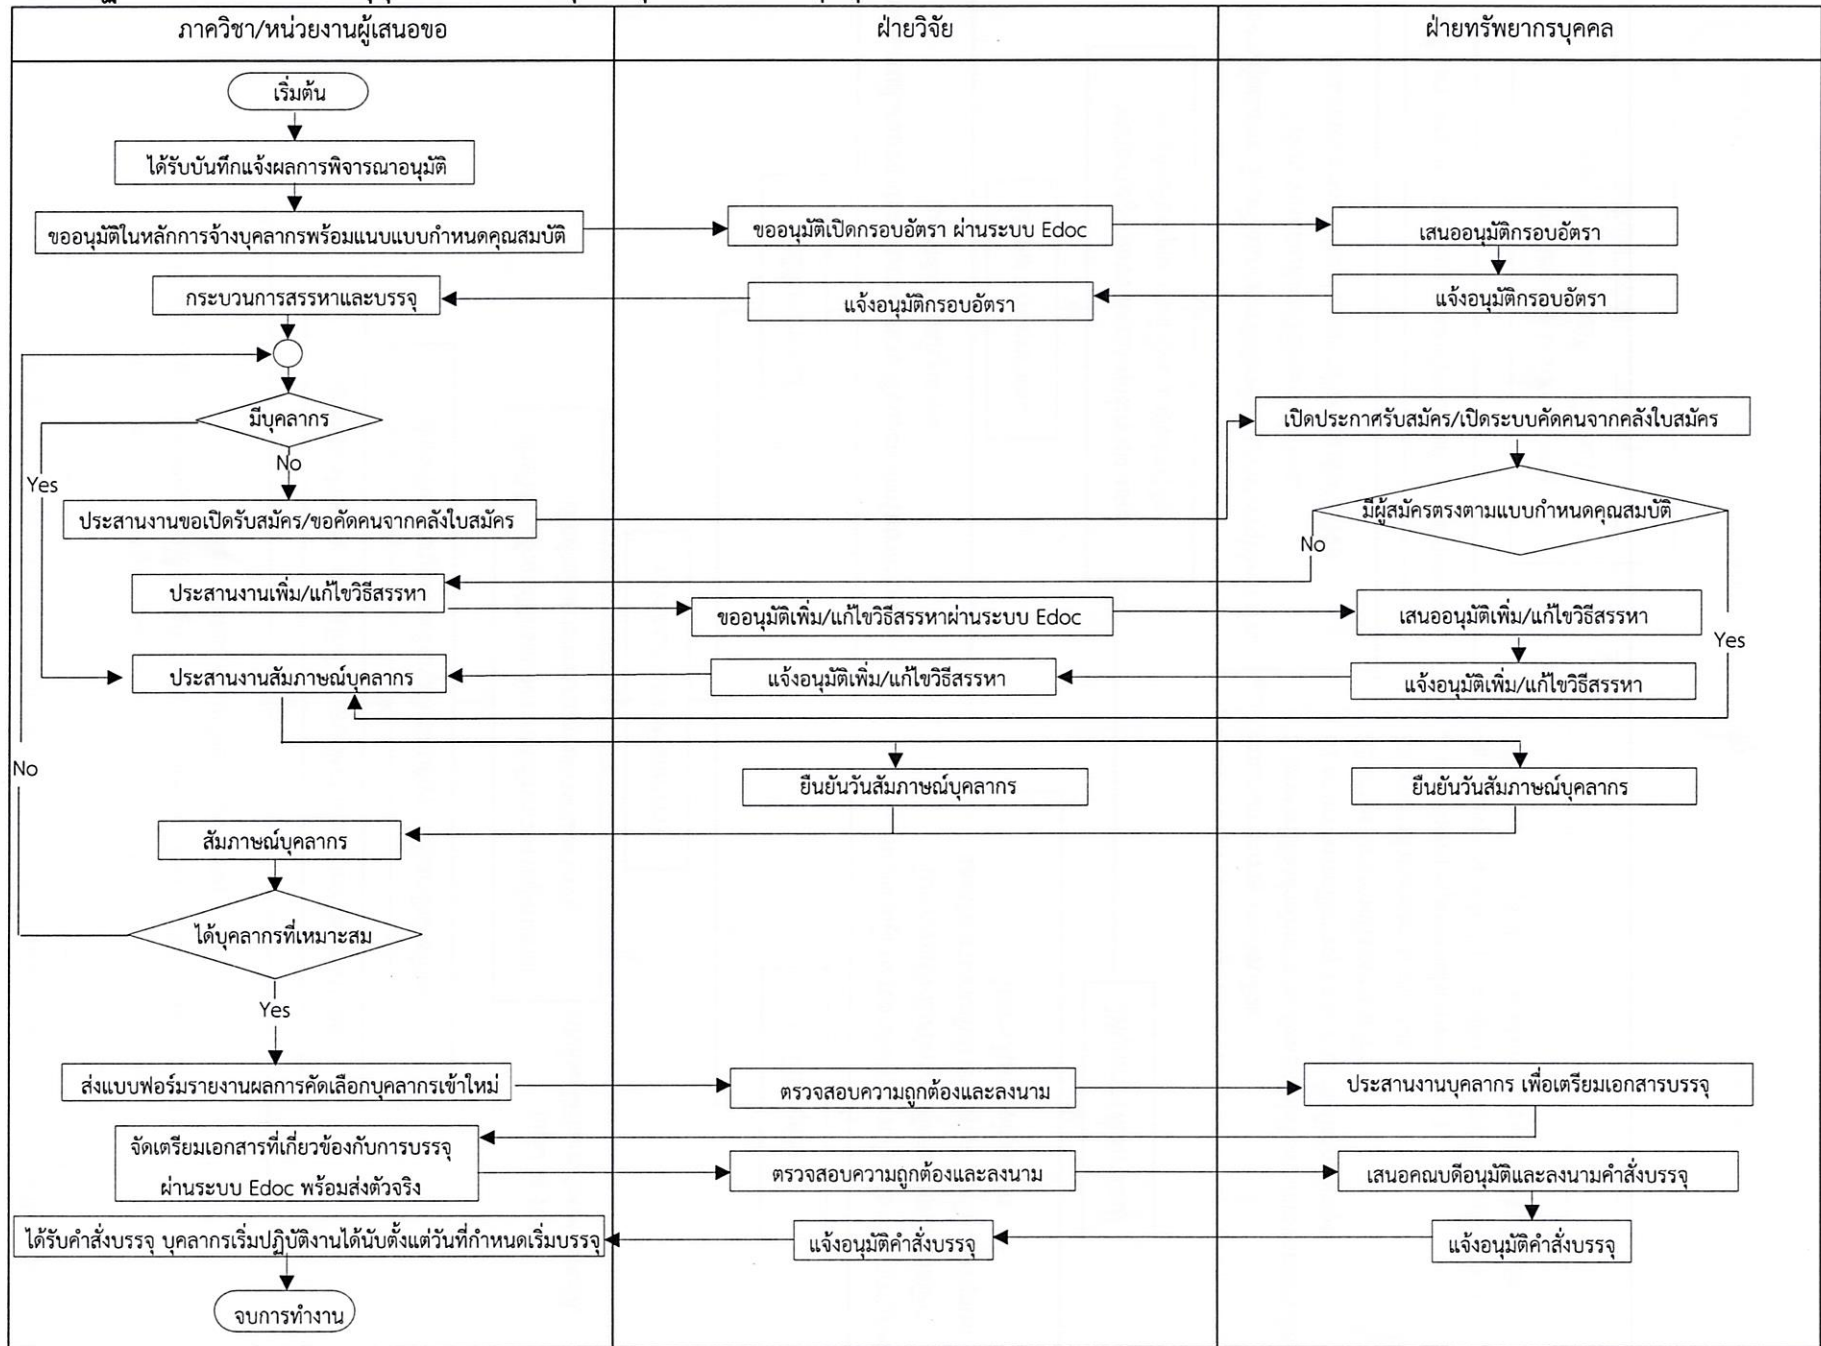 ภาควิชา/หน่วยงานผู้เสนอขอ
ฝ่ายวิจัย
ฝ่ายทรัพยากรบุคคล
เริ่มต้น
ได้รับบันทึกแจ้งผลการพิจารณาอนุมัติ
ขออนุมัติในหลักการจ้างบุคลากรพร้อมแนบแบบกำหนดคุณสมบัติ
ขออนุมัติเปิดกรอบอัตรา ผ่านระบบ Edoc
เสนออนุมัติกรอบอัตรา
กระบวนการสรรหาและบรรจุ
แจ้งอนุมัติกรอบอัตรา
แจ้งอนุมัติกรอบอัตรา
มีบุคลากร
เปิดประกาศรับสมัคร/เปิดระบบคัดคนจากคลังใบสมัคร
No
Yes
ประสานงานขอเปิดรับสมัคร/ขอคัดคนจากคลังใบสมัคร
มีผู้สมัครตรงตามแบบกำหนดคุณสมบัติ
No
ประสานงานเพิ่ม/แก้ไขวิธีสรรหา
ขออนุมัติเพิ่ม/แก้ไขวิธีสรรหาผ่านระบบ Edoc
เสนออนุมัติเพิ่ม/แก้ไขวิธีสรรหา
Yes
ประสานงานสัมภาษณ์บุคลากร
แจ้งอนุมัติเพิ่ม/แก้ไขวิธีสรรหา
แจ้งอนุมัติเพิ่ม/แก้ไขวิธีสรรหา
No
ยืนยันวันสัมภาษณ์บุคลากร
ยืนยันวันสัมภาษณ์บุคลากร
สัมภาษณ์บุคลากร
ได้บุคลากรที่เหมาะสม
Yes
ส่งแบบฟอร์มรายงานผลการคัดเลือกบุคลากรเข้าใหม่
ตรวจสอบความถูกต้องและลงนาม
ประสานงานบุคลากร เพื่อเตรียมเอกสารบรรจุ
จัดเตรียมเอกสารที่เกี่ยวข้องกับการบรรจุ
ผ่านระบบ Edoc พร้อมส่งตัวจริง
ตรวจสอบความถูกต้องและลงนาม
เสนอคณบดีอนุมัติและลงนามคำสั่งบรรจุ
ได้รับคำสั่งบรรจุ บุคลากรเริ่มปฏิบัติงานได้นับตั้งแต่วันที่กำหนดเริ่มบรรจุ
แจ้งอนุมัติคำสั่งบรรจุ
แจ้งอนุมัติคำสั่งบรรจุ
จบการทำงาน